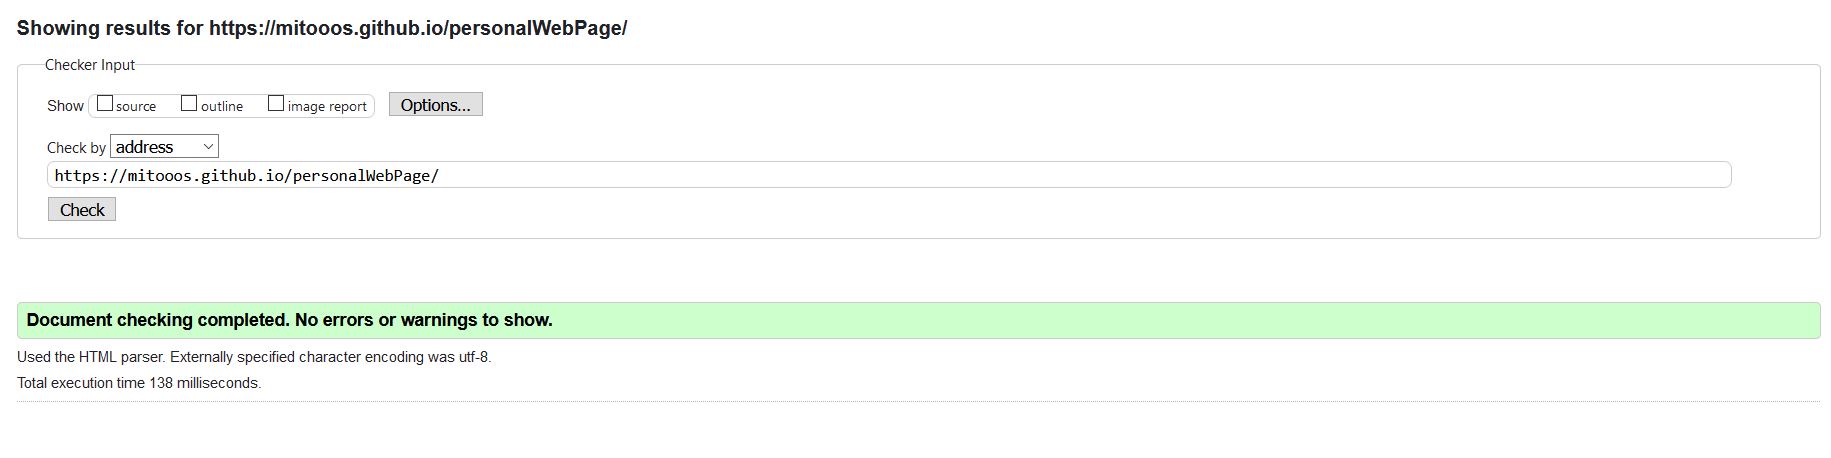 Showing results for https://mitooos.github.io/personalWebPage/
Checker Input
Show source outline image report Options...
Check by address
https://mitooos.github.io/personalWebPage/
Check
Document checking completed. No errors or warnings to show.
Used the HTML parser. Externally specified character encoding was utf-8.
Total execution time 138 milliseconds.